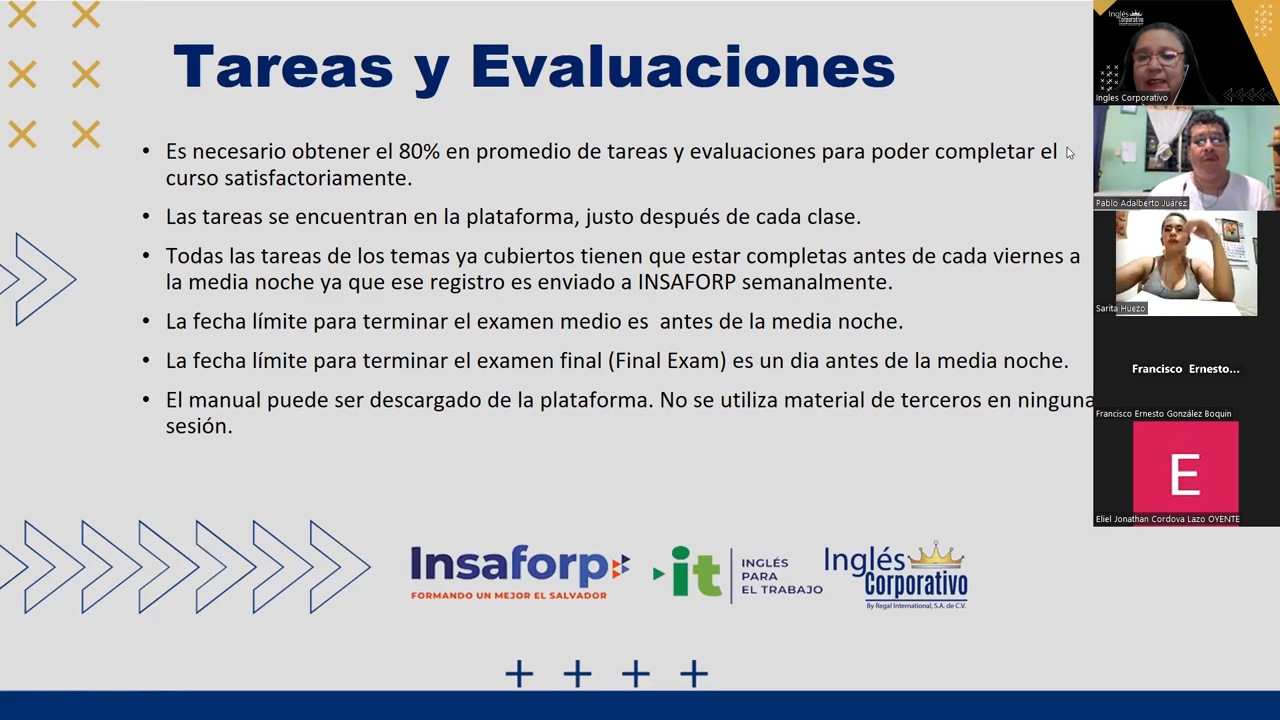 Tareas y Evaluaciones
• Es necesario obtener el 80% en promedio de tareas y evaluaciones para poder completar el
curso satisfactoriamente.
• Las tareas se encuentran en la plataforma, justo después de cada clase.
• Todas las tareas de los temas ya cubiertos tienen que estar completas antes de cada viernes a
la media noche ya que ese registro es enviado a INSAFORP semanalmente.
• La fecha límite para terminar el examen medio es  antes de la media noche.
• La fecha límite para terminar el examen final (Final Exam) es un dia antes de la media noche.
• El manual puede ser descargado de la plataforma. No se utiliza material de terceros en ninguna
sesión.
Insaforp
FORMANDO UN MEJOR EL SALVADOR
it
INGLÉS
PARA
EL TRABAJO
Inglés
Corporativo
By Regal International, S.A. de C.V.
Inglés
Corporativo
Ingles Corporativo
Pablo Adalberto Juárez
Sarita Huezo
Francisco Ernesto...
Francisco Ernesto González Boquin
E
Eliel Jonathan Cordova Lazo OYENTE